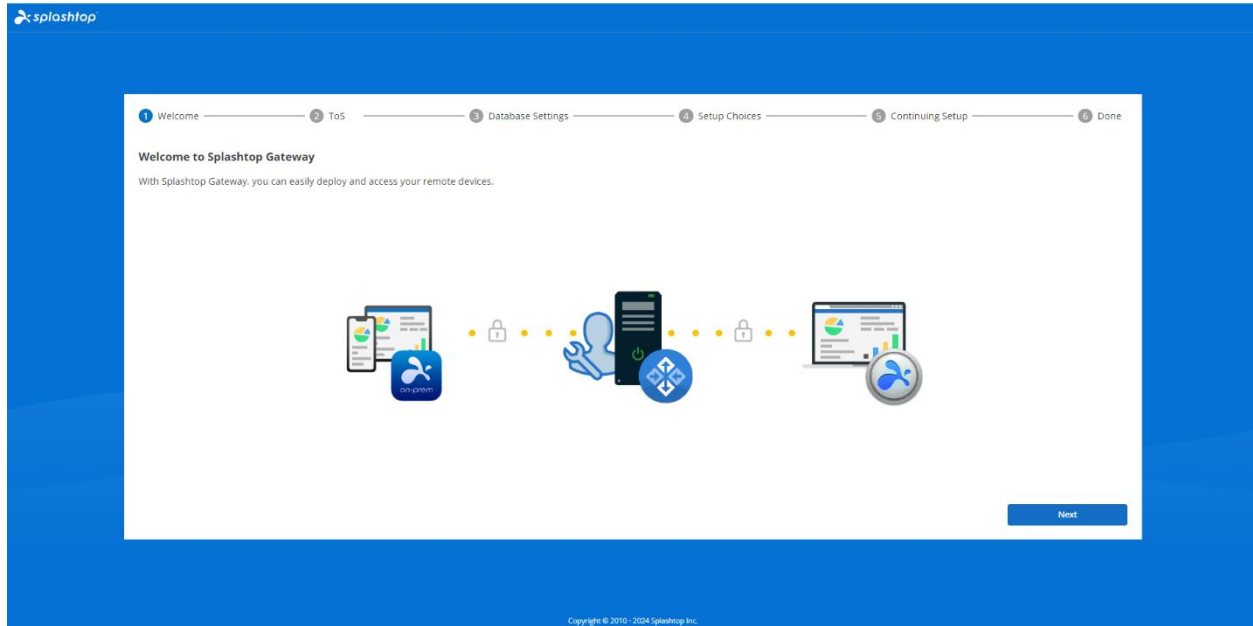 splashtop
1 Welcome 2 ToS 3 Database Settings 4 Setup Choices 5 Continuing Setup 6 Done
Welcome to Splashtop Gateway
With Splashtop Gateway, you can easily deploy and access your remote devices.
on-prem
Next
Copyright © 2010 - 2024 Splashtop Inc.